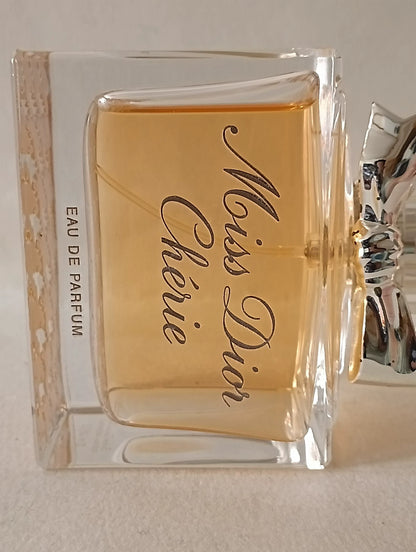 Miss Dior
Chérie
EAU DE PARFUM